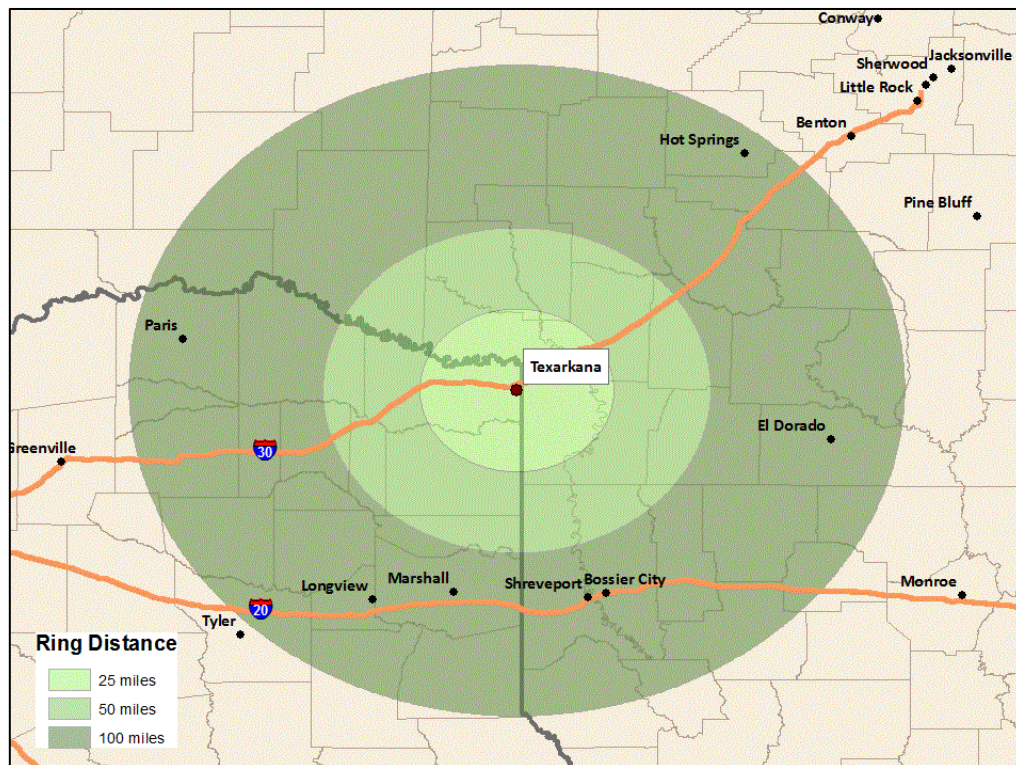 Conway
Sherwood
Jacksonville
Little Rock
Benton
Hot Springs
Pine Bluff
Paris
Texarkana
El Dorado
Greenville
30
Longview
Marshall
Shreveport
Bossier City
Monroe
20
Tyler
Ring Distance
25 miles
50 miles
100 miles